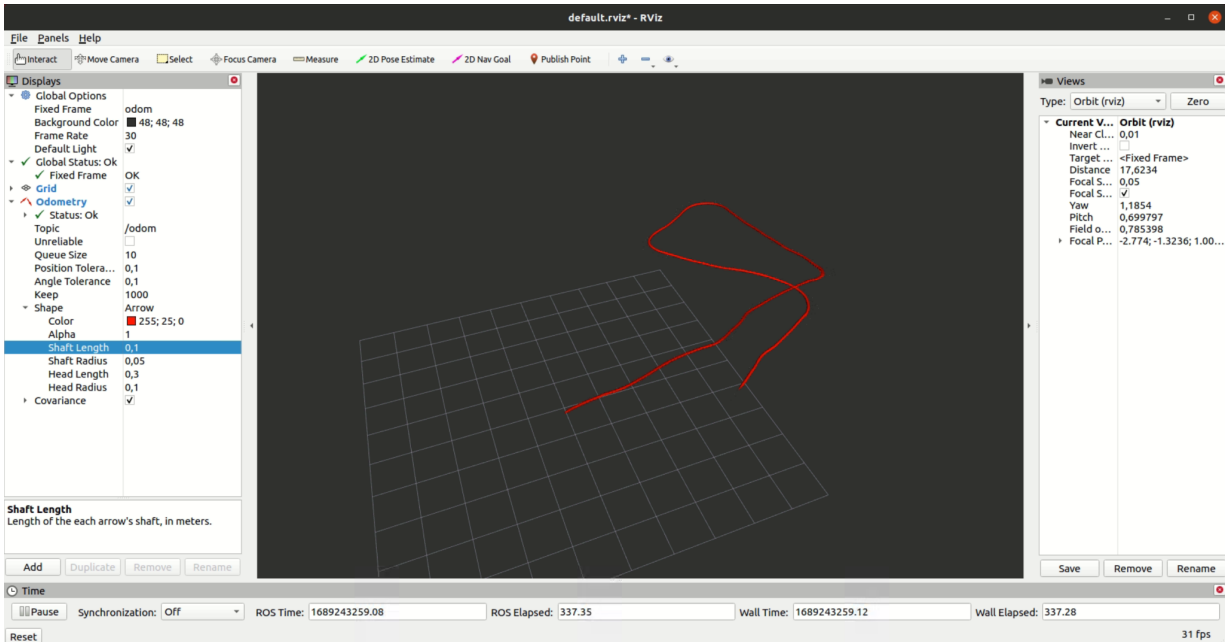 default.rviz* - RViz
File Panels Help
Interact Move Camera Select Focus Camera Measure 2D Pose Estimate 2D Nav Goal Publish Point
Displays
Global Options
Fixed Frame odom
Background Color 48; 48; 48
Frame Rate 30
Default Light
Global Status: Ok
Fixed Frame OK
Grid
Odometry
Status: Ok
Topic /odom
Unreliable
Queue Size 10
Position Tolera... 0,1
Angle Tolerance 0,1
Keep 1000
Shape Arrow
Color 255; 25; 0
Alpha 1
Shaft Length 0,1
Shaft Radius 0,05
Head Length 0,3
Head Radius 0,1
Covariance
Shaft Length
Length of the each arrow's shaft, in meters.
Add Duplicate Remove Rename
Views
Type: Orbit (rviz) Zero
Current V... Orbit (rviz)
Near Cl... 0,01
Invert ...
Target ... <Fixed Frame>
Distance 17,6234
Focal S... 0,05
Focal S...
Yaw 1,1854
Pitch 0,699797
Field o... 0,785398
Focal P... -2.774; -1.3236; 1.00...
Save Remove Rename
Time
Pause Synchronization: Off ROS Time: 1689243259.08 ROS Elapsed: 337.35 Wall Time: 1689243259.12 Wall Elapsed: 337.28
Reset 31 fps